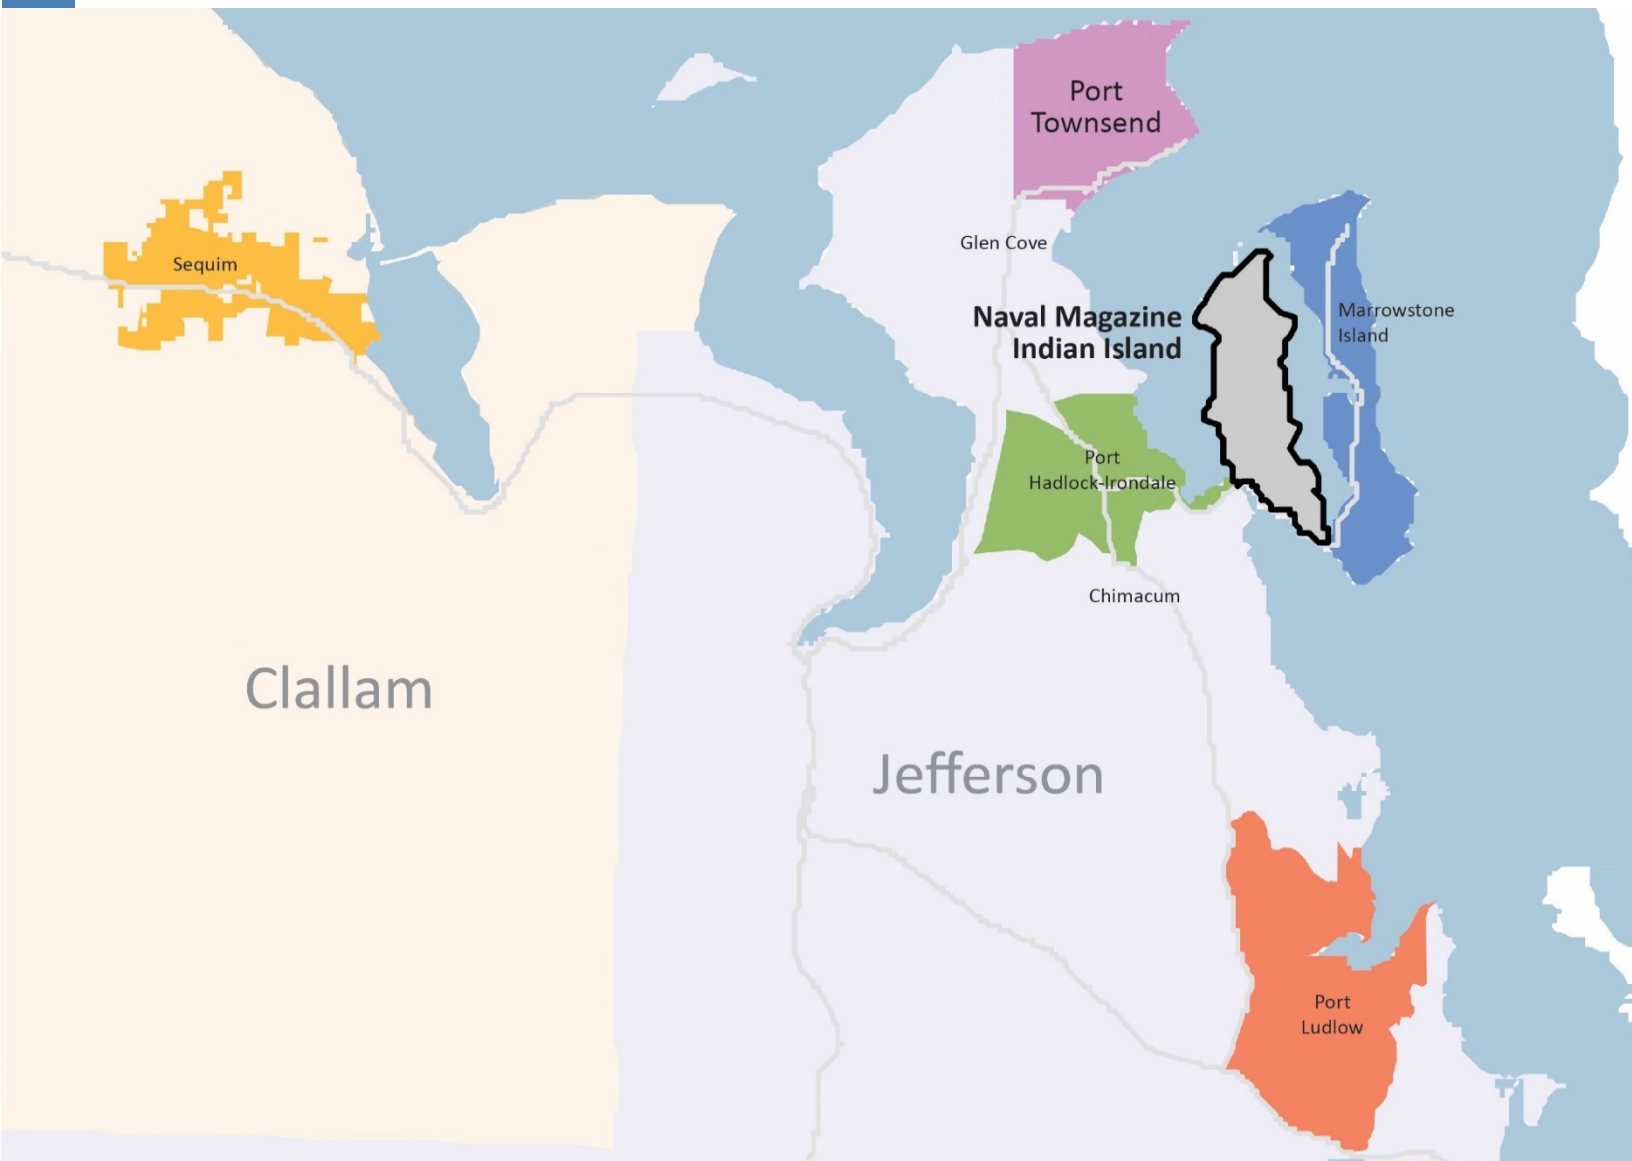 Port
Townsend
Glen Cove
Sequim
Naval Magazine
Indian Island
Marrowstone
Island
Port
Hadlock-Irondale
Chimacum
Clallam
Jefferson
Port
Ludlow